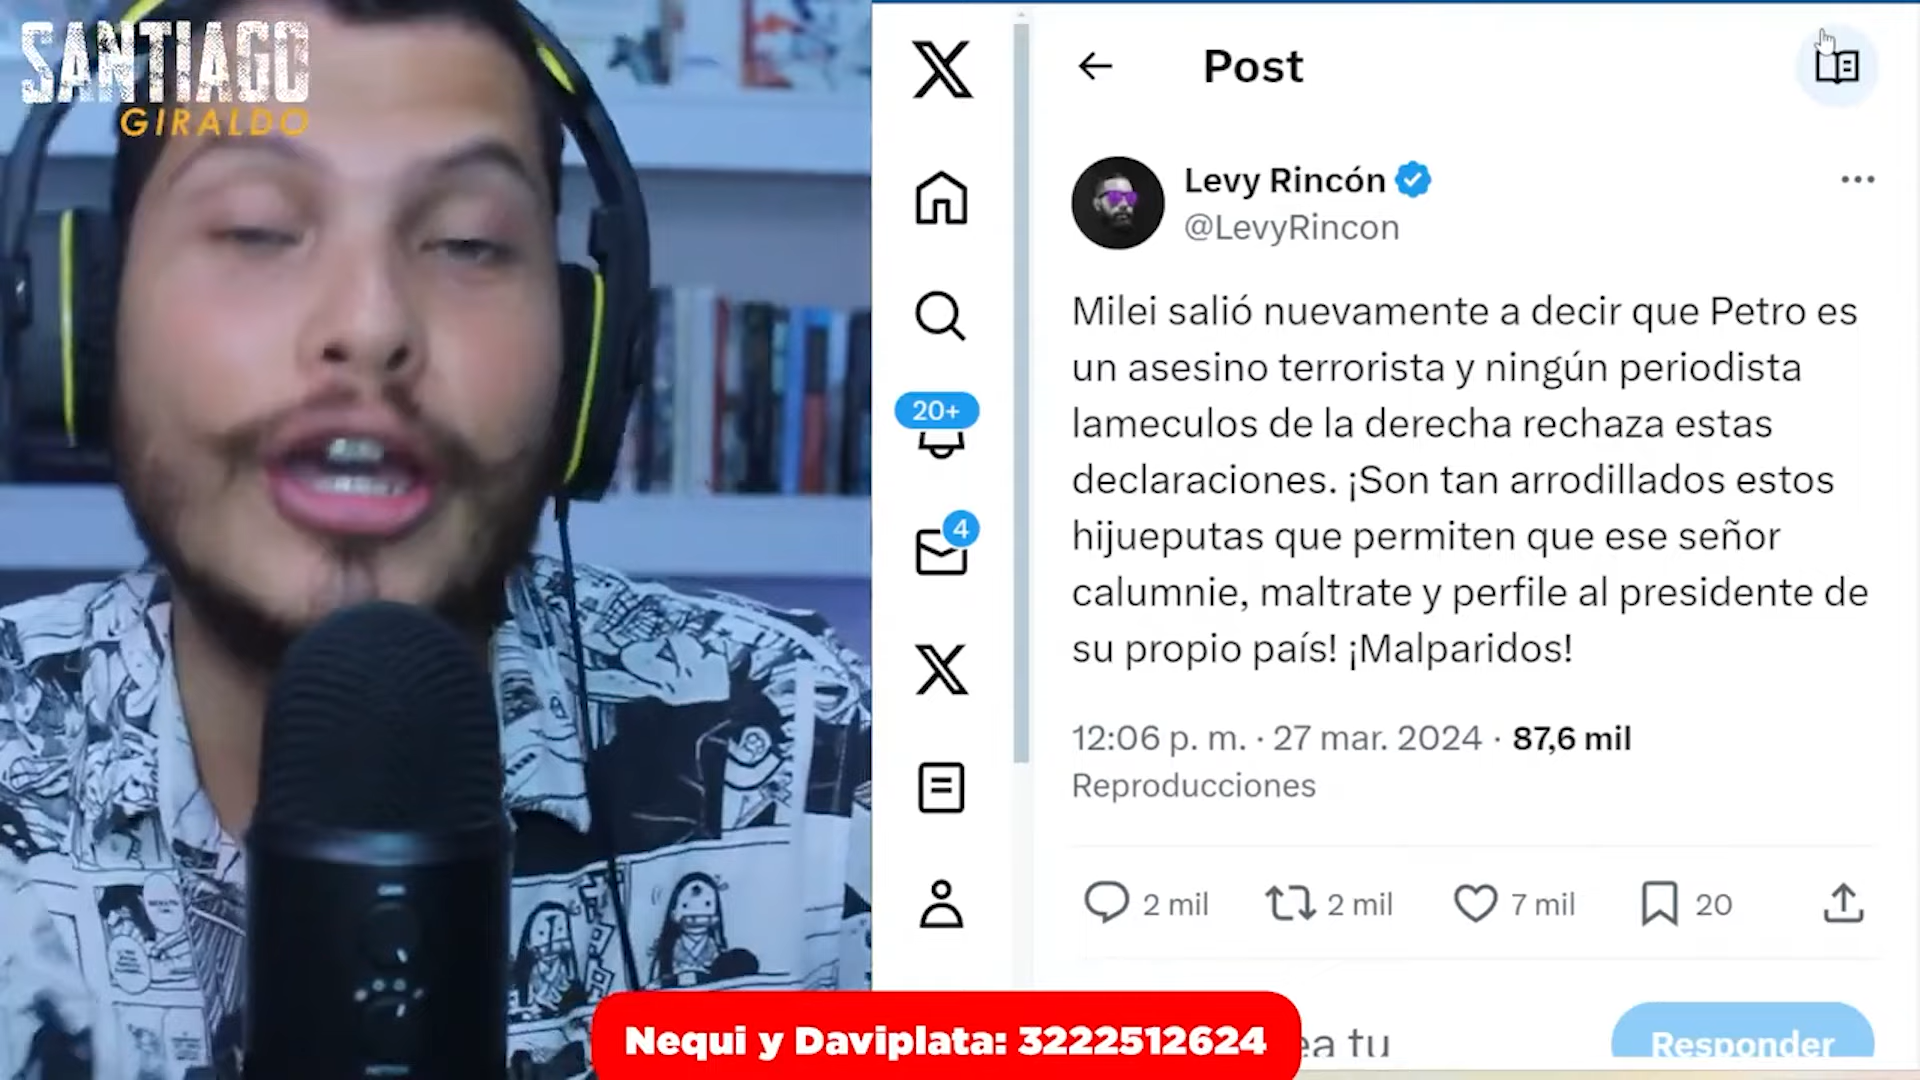 SANTIAGO
GIRALDO
Post
Levy Rincón
@LevyRincon
Milei salió nuevamente a decir que Petro es
un asesino terrorista y ningún periodista
lameculos de la derecha rechaza estas
declaraciones. ¡Son tan arrodillados estos
hijueputas que permiten que ese señor
calumnie, maltrate y perfile al presidente de
su propio país! ¡Malparidos!
12:06 p. m. · 27 mar. 2024 · 87,6 mil
Reproducciones
20+
4
2 mil
2 mil
7 mil
20
ea tu
Responder
Nequi y Daviplata: 3222512624